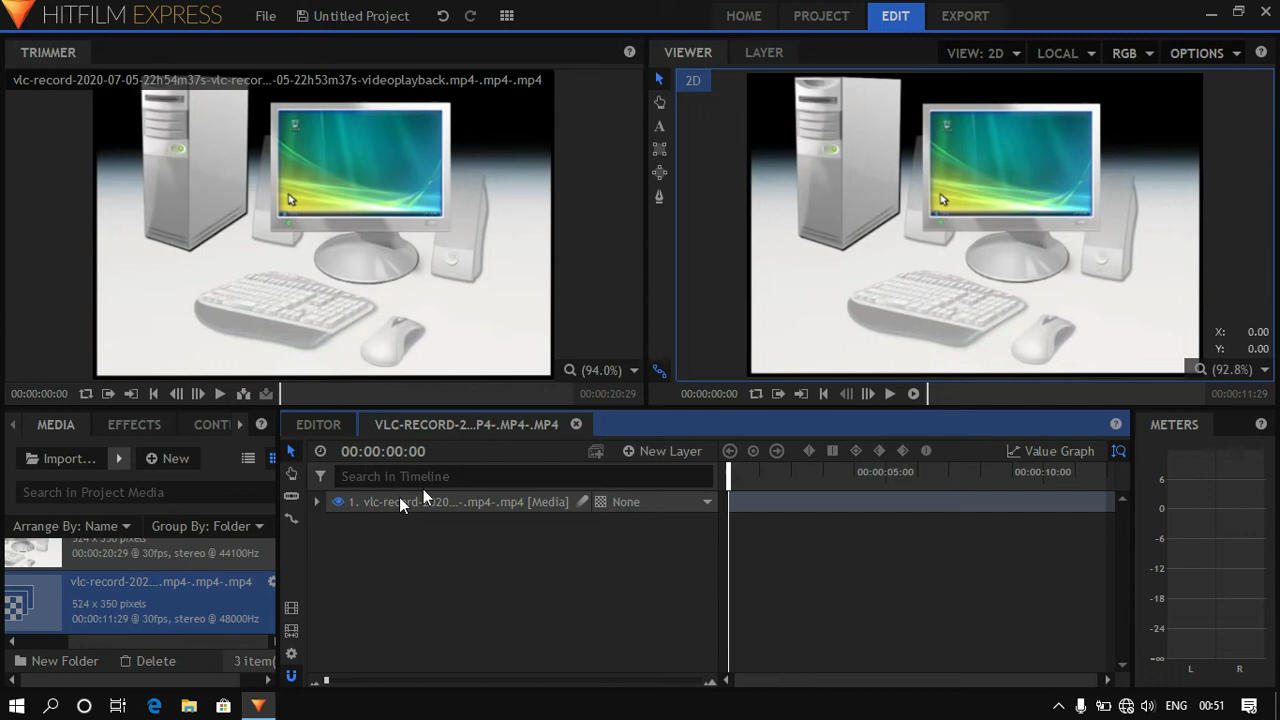 HITFILM EXPRESS
File
Untitled Project
HOME
PROJECT
EDIT
EXPORT
TRIMMER
VIEWER
LAYER
VIEW: 2D
LOCAL
RGB
OPTIONS
vlc-record-2020-07-05-22h54m37s-vlc-recor...-05-22h53m37s-videoplayback.mp4-.mp4-.mp4
2D
X: 0.00
Y: 0.00
(94.0%)
(92.8%)
00:00:00:00
00:00:20:29
00:00:00:00
00:00:11:29
MEDIA
EFFECTS
CONT
EDITOR
VLC-RECORD-2...P4-.MP4-.MP4
METERS
Import...
New
00:00:00:00
New Layer
Value Graph
Search in Timeline
00:00:05:00
00:00:10:00
Search Project Media
1. vlc-record-2020...-.mp4-.mp4 [Media]
None
Arrange By: Name
Group By: Folder
524 x 350 pixels
00:00:20:29 @ 30fps, stereo @ 44100Hz
vlc-record-202....mp4-.mp4-.mp4
524 x 350 pixels
00:00:11:29 @ 30fps, stereo @ 48000Hz
New Folder
Delete
3 item(
6
0
-6
-12
-18
-24
-∞
L
R
ENG
00:51